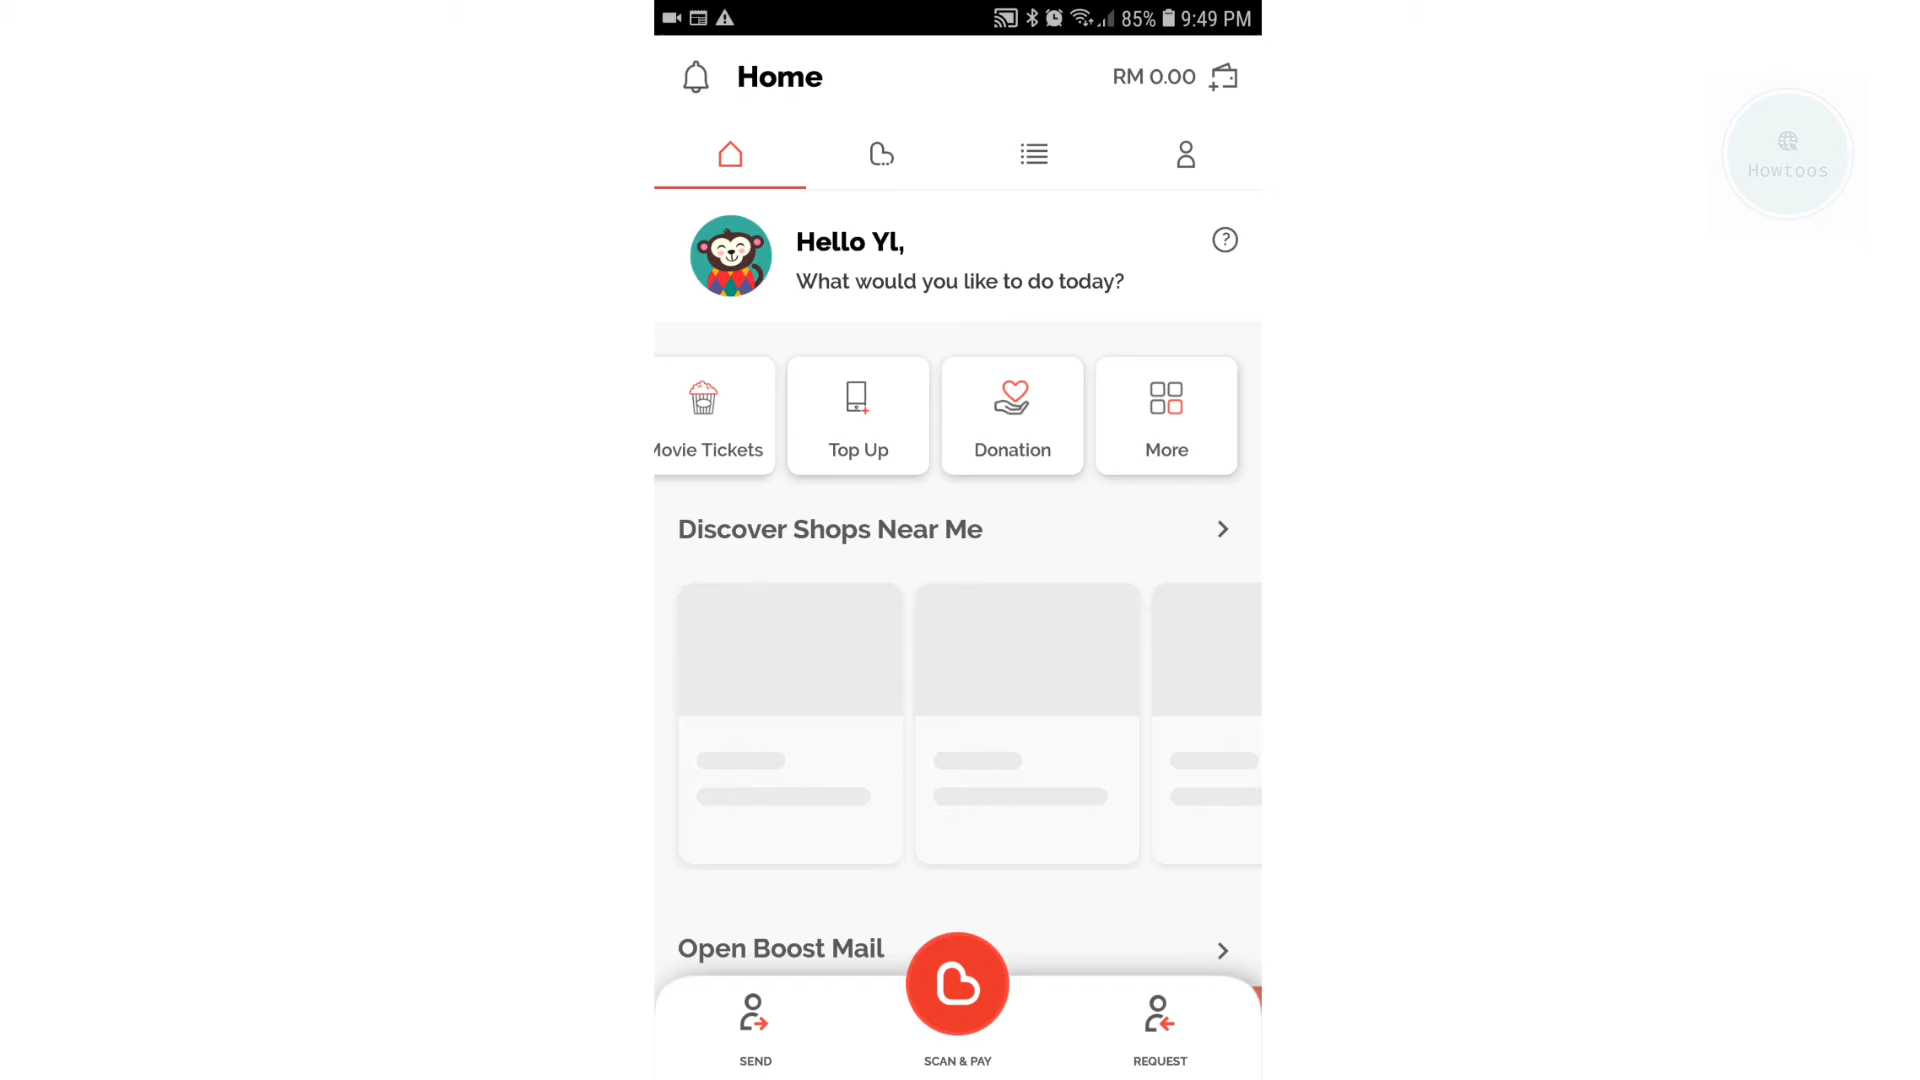 85% 9:49 PM
Home
RM 0.00
Howtoos
Hello Yl,
What would you like to do today?
Movie Tickets
Top Up
Donation
More
Discover Shops Near Me
Open Boost Mail
SEND
SCAN & PAY
REQUEST